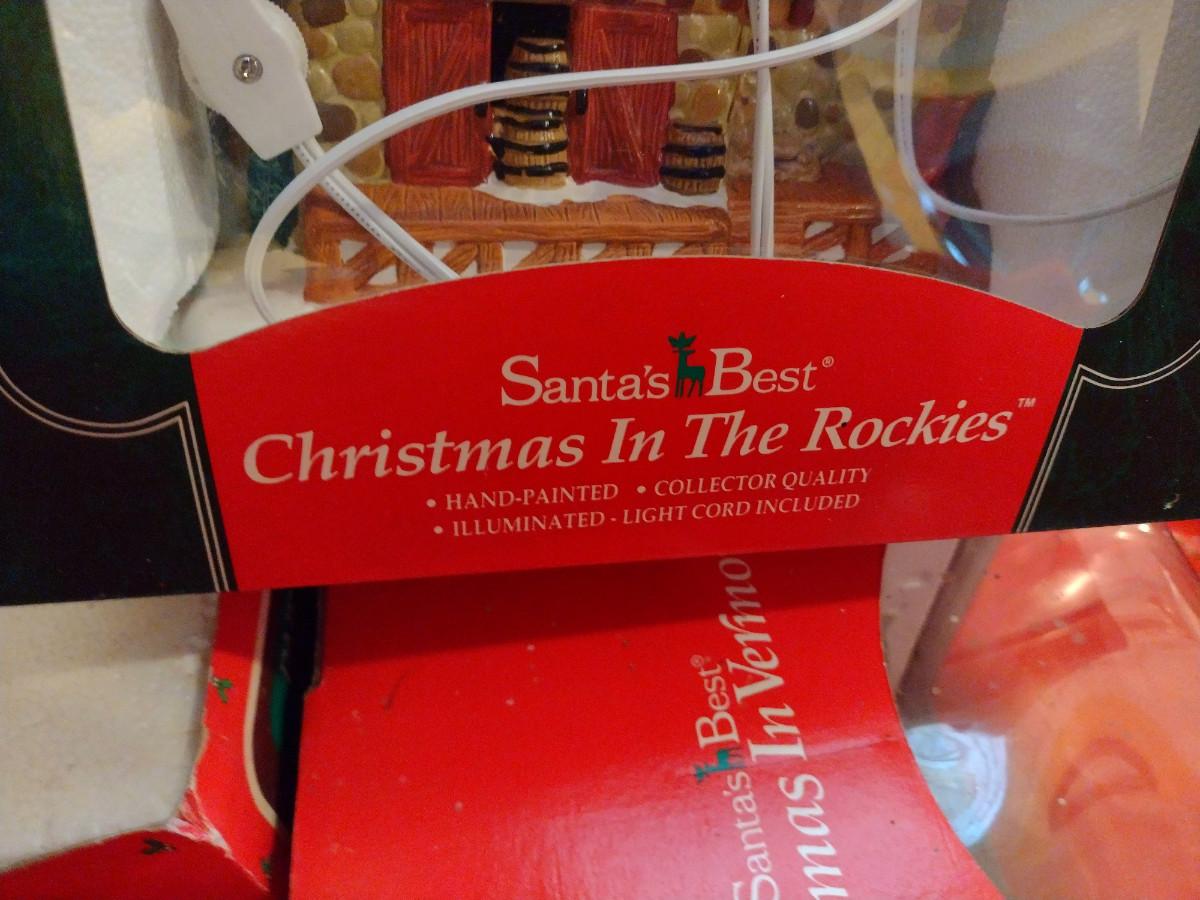 Santa's Best®
Christmas In The Rockies™
• HAND-PAINTED • COLLECTOR QUALITY
• ILLUMINATED - LIGHT CORD INCLUDED
Santa's Best®
mas In Vermo